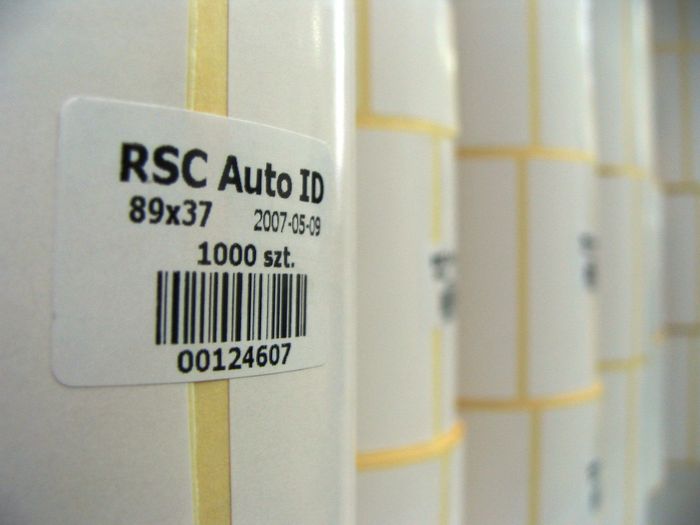 RSC Auto ID
89x37 2007-05-09
1000 szt.
00124607